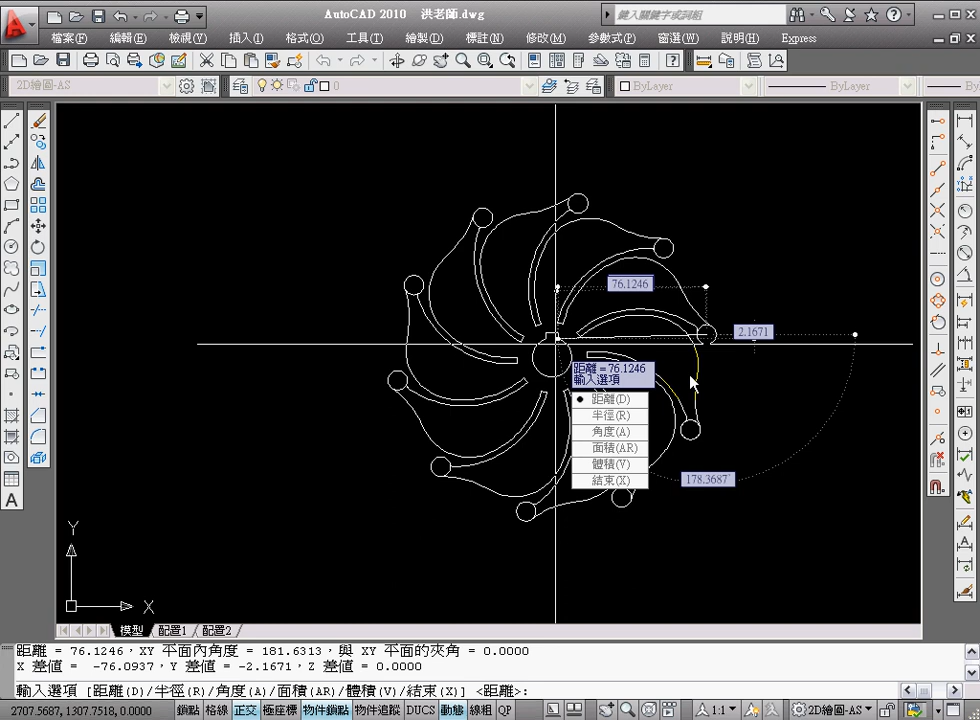 AutoCAD 2010 洪老師.dwg
鍵入關鍵字或詞組
檔案(F) 編輯(E) 檢視(V) 插入(I) 格式(O) 工具(T) 繪製(D) 標註(N) 修改(M) 參數式(P) 視窗(W) 說明(H) Express
2D繪圖-AS 0 ByLayer ByLayer ByLay
76.1246
2.1671
距離 = 76.1246
輸入選項
距離(D)
半徑(R)
角度(A)
面積(AR)
體積(V)
結束(X)
178.3687°
Y
X
模型 配置1 配置2
距離 = 76.1246，XY 平面內角度 = 181.6313，與 XY 平面的夾角 = 0.0000
X 差值 = -76.0937，Y 差值 = -2.1671，Z 差值 = 0.0000
輸入選項 [距離(D)/半徑(R)/角度(A)/面積(AR)/體積(V)/結束(X)] <距離>:
2707.5687, 1307.7518, 0.0000 鎖點 格線 正交 極座標 物件鎖點 物件追蹤 DUCS 動態 線粗 QP 1:1 2D繪圖-AS